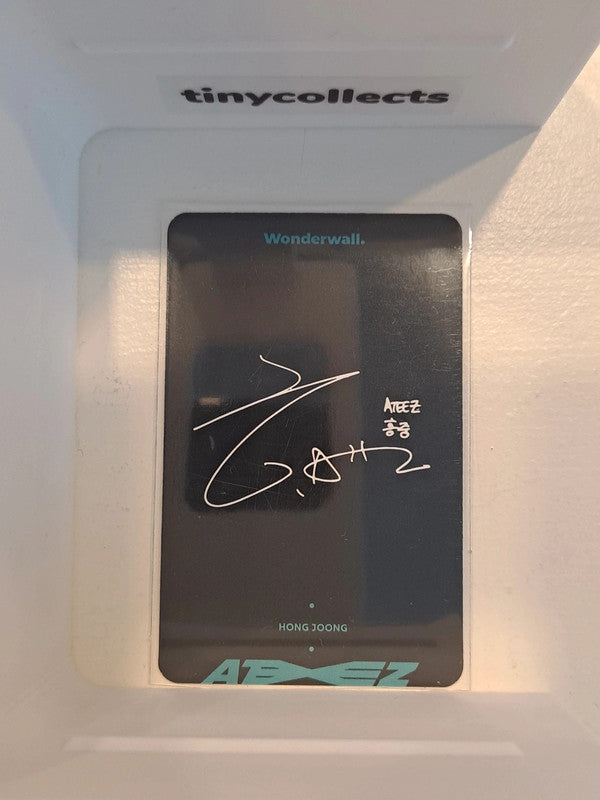 tinycollects
Wonderwall.
ATEEZ
홍중
HONG JOONG
ATEEZ